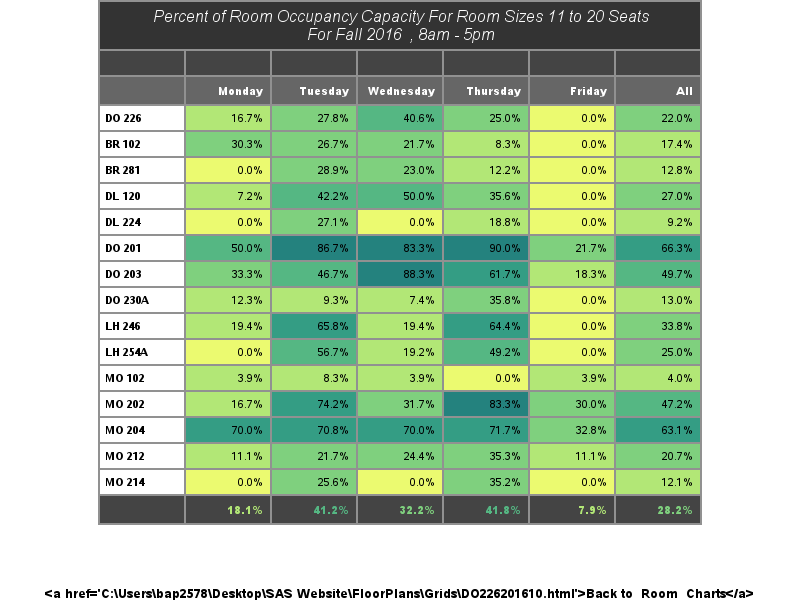 Percent of Room Occupancy Capacity For Room Sizes 11 to 20 Seats
For Fall 2016 , 8am - 5pm
Monday Tuesday Wednesday Thursday Friday All
DO 226 16.7% 27.8% 40.6% 25.0% 0.0% 22.0%
BR 102 30.3% 26.7% 21.7% 8.3% 0.0% 17.4%
BR 281 0.0% 28.9% 23.0% 12.2% 0.0% 12.8%
DL 120 7.2% 42.2% 50.0% 35.6% 0.0% 27.0%
DL 224 0.0% 27.1% 0.0% 18.8% 0.0% 9.2%
DO 201 50.0% 86.7% 83.3% 90.0% 21.7% 66.3%
DO 203 33.3% 46.7% 88.3% 61.7% 18.3% 49.7%
DO 230A 12.3% 9.3% 7.4% 35.8% 0.0% 13.0%
LH 246 19.4% 65.8% 19.4% 64.4% 0.0% 33.8%
LH 254A 0.0% 56.7% 19.2% 49.2% 0.0% 25.0%
MO 102 3.9% 8.3% 3.9% 0.0% 3.9% 4.0%
MO 202 16.7% 74.2% 31.7% 83.3% 30.0% 47.2%
MO 204 70.0% 70.8% 70.0% 71.7% 32.8% 63.1%
MO 212 11.1% 21.7% 24.4% 35.3% 11.1% 20.7%
MO 214 0.0% 25.6% 0.0% 35.2% 0.0% 12.1%
18.1% 41.2% 32.2% 41.8% 7.9% 28.2%
<a href='C:\Users\bap2578\Desktop\SAS Website\FloorPlans\Grids\DO226201610.html'>Back to Room Charts</a>